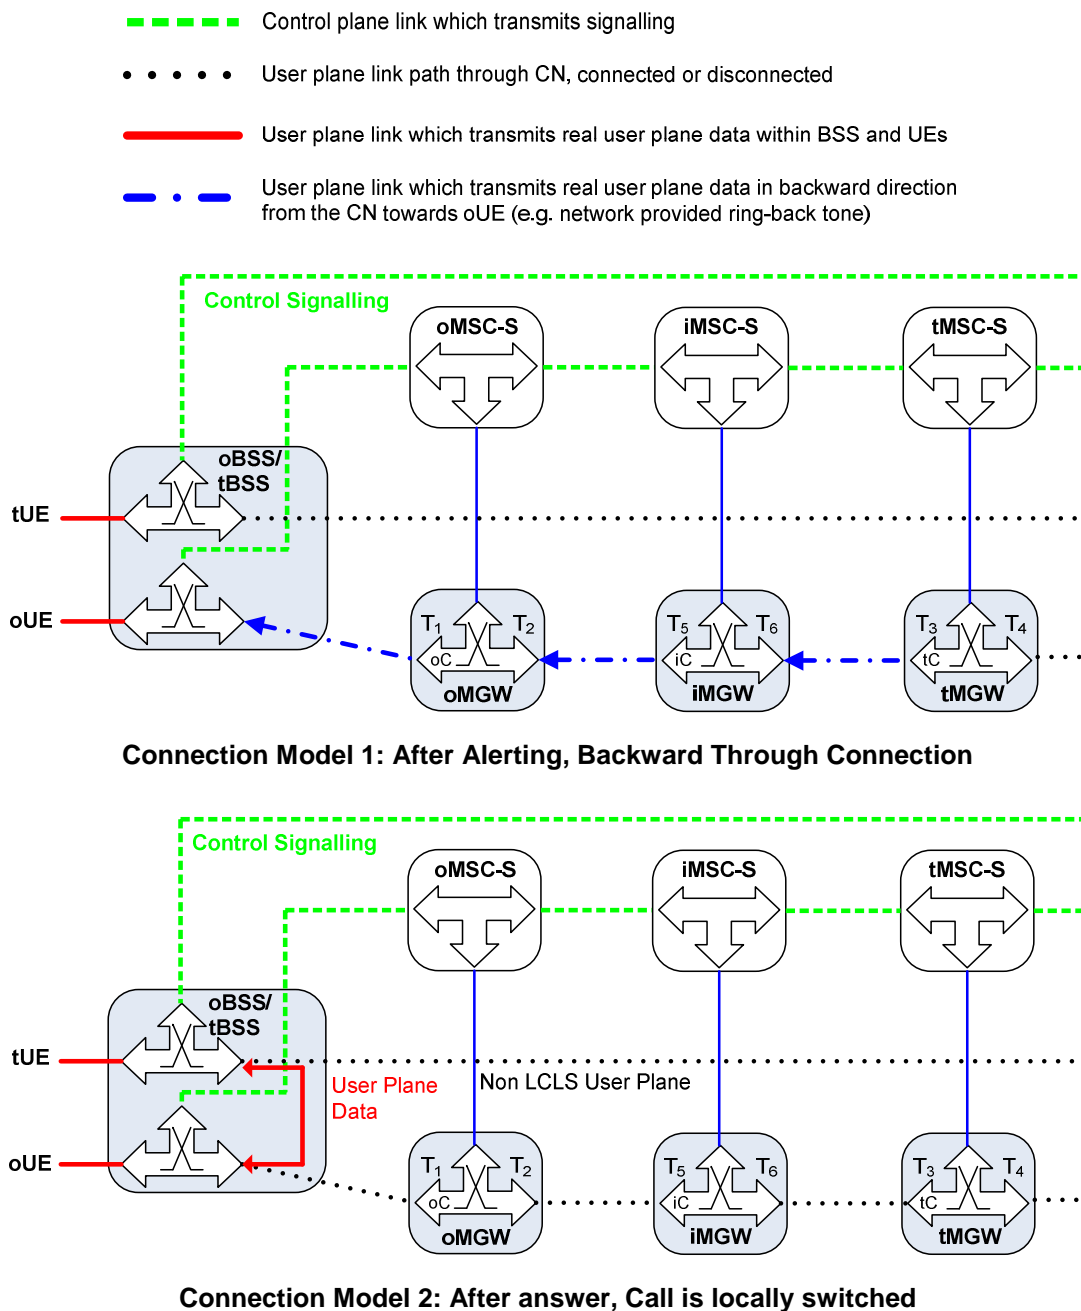 Control plane link which transmits signalling
User plane link path through CN, connected or disconnected
User plane link which transmits real user plane data within BSS and UEs
User plane link which transmits real user plane data in backward direction
from the CN towards oUE (e.g. network provided ring-back tone)
Control Signalling
oMSC-S
iMSC-S
tMSC-S
oBSS/
tBSS
tUE
oUE
T1
T2
T5
T6
T3
T4
oC
iC
tC
oMGW
iMGW
tMGW
Connection Model 1: After Alerting, Backward Through Connection
Control Signalling
oMSC-S
iMSC-S
tMSC-S
oBSS/
tBSS
tUE
User Plane
Data
Non LCLS User Plane
oUE
T1
T2
T5
T6
T3
T4
oC
iC
tC
oMGW
iMGW
tMGW
Connection Model 2: After answer, Call is locally switched